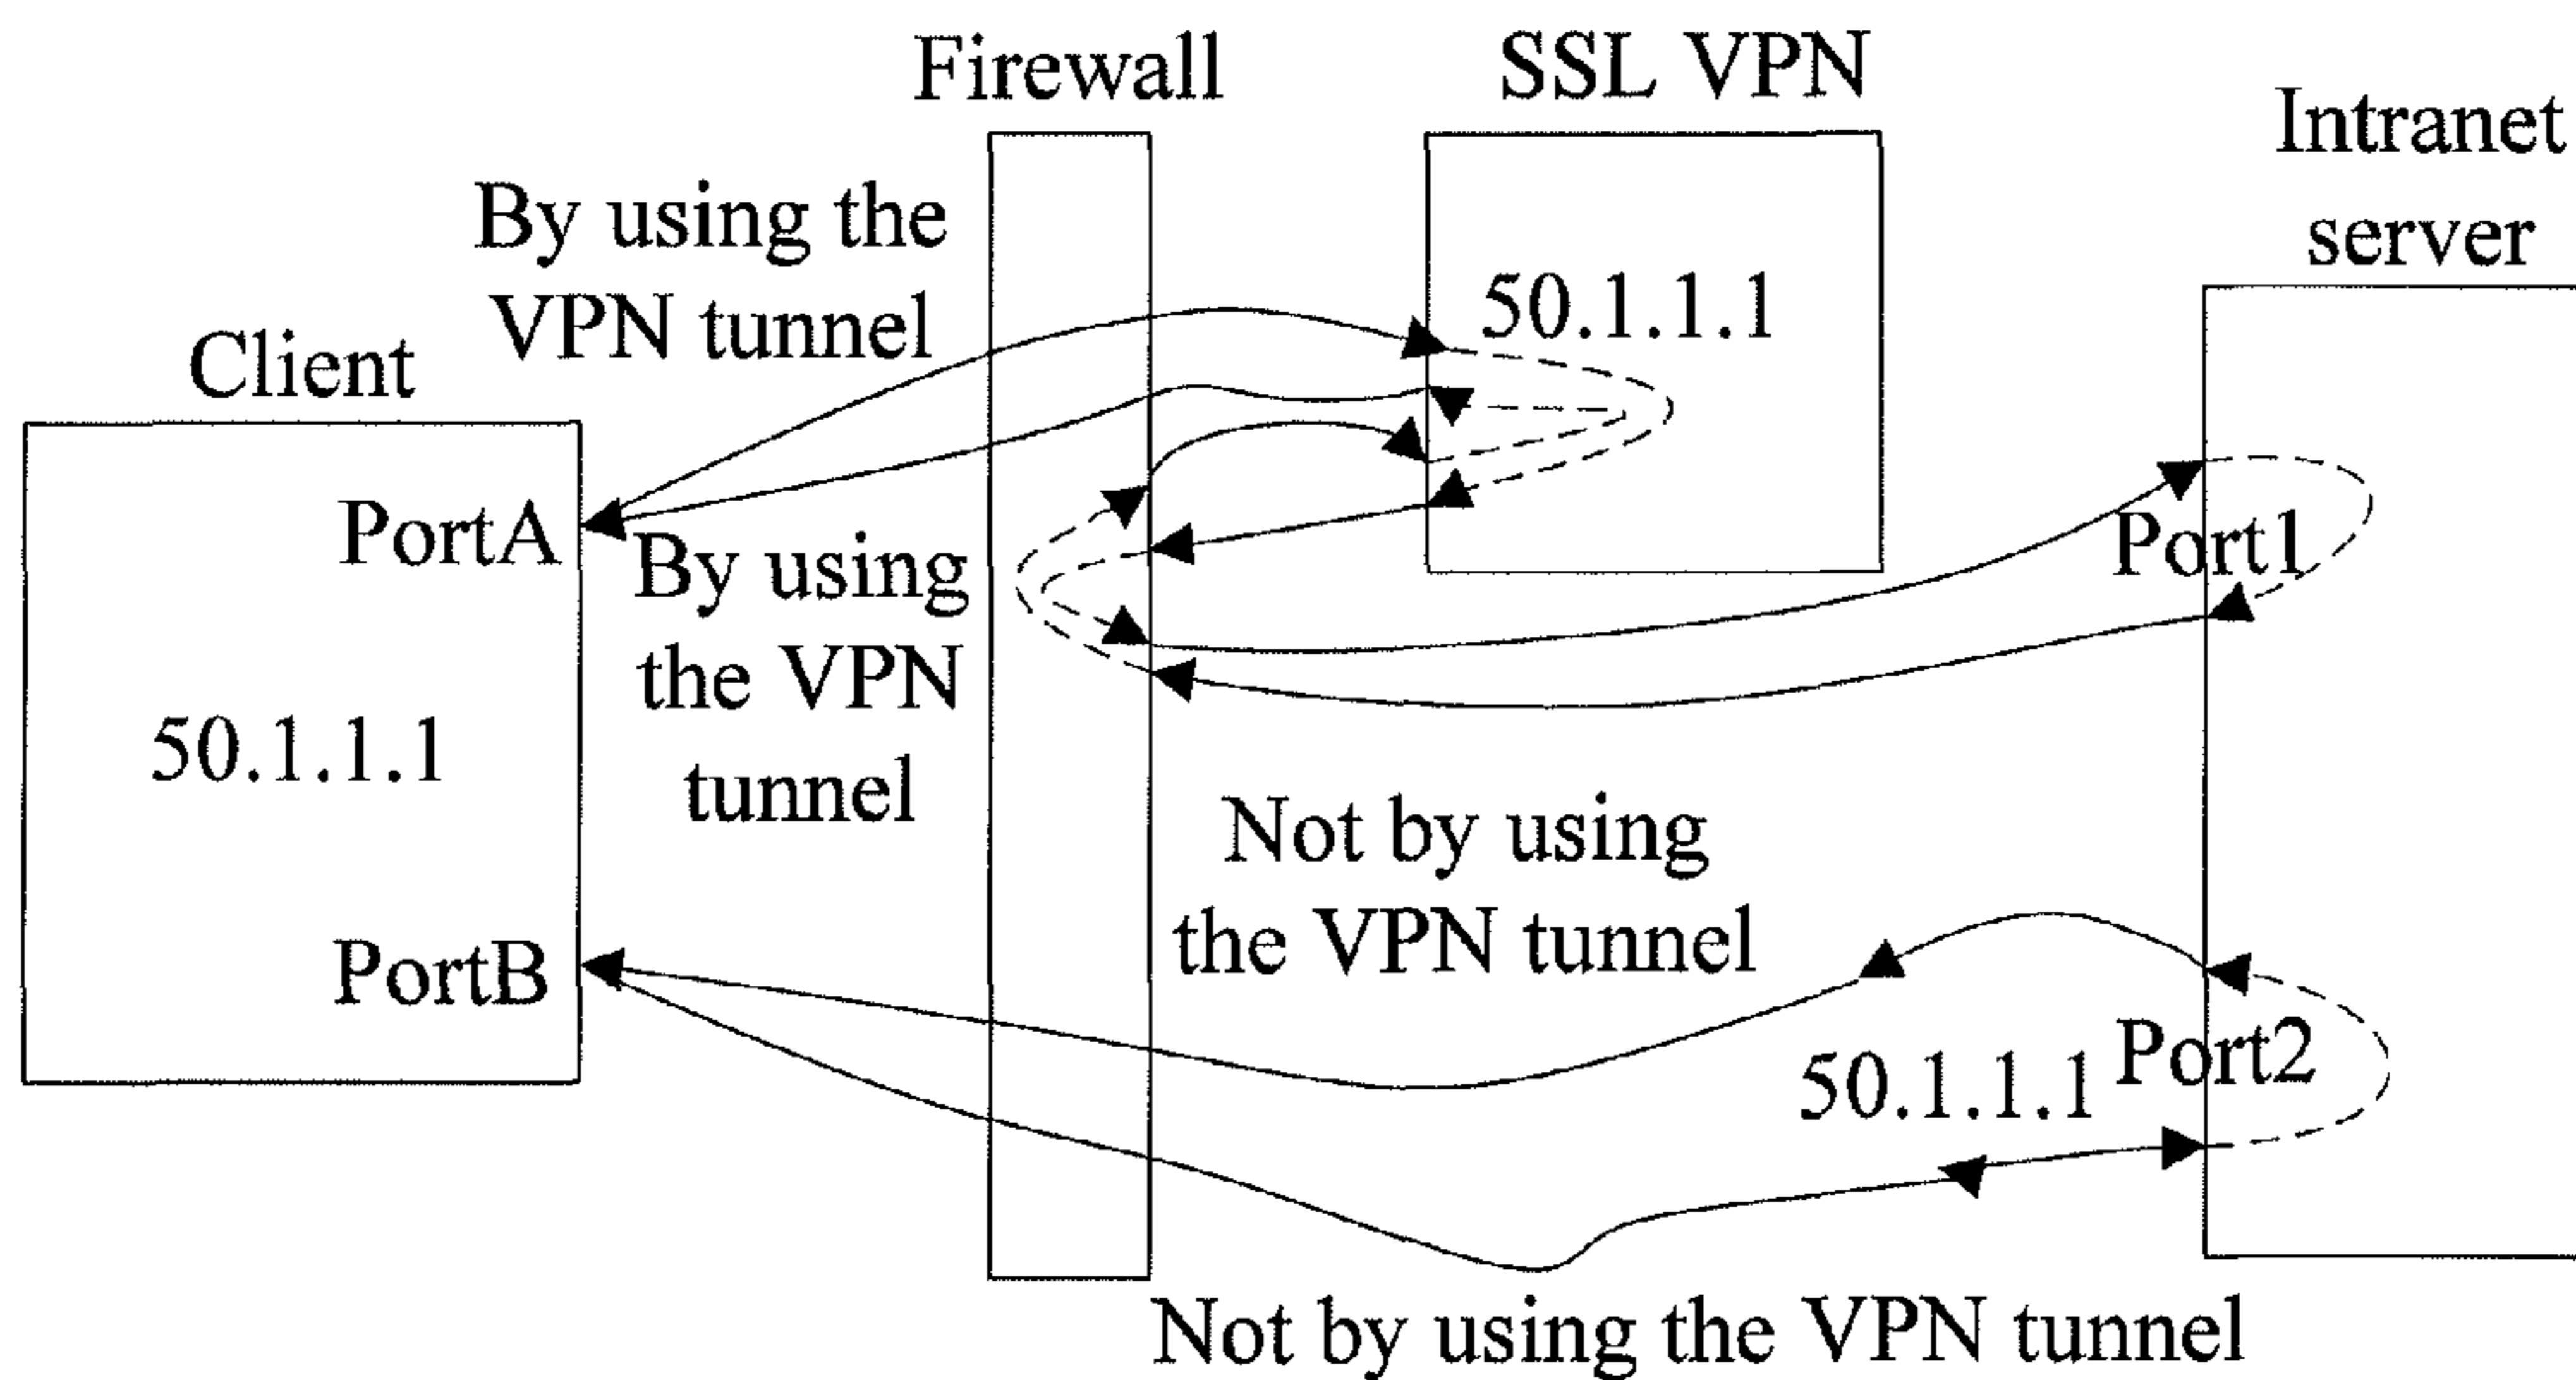 Firewall
SSL VPN
Intranet
server
By using the
VPN tunnel
50.1.1.1
Client
PortA
By using
the VPN
tunnel
Port1
50.1.1.1
Not by using
the VPN tunnel
PortB
50.1.1.1
Port2
Not by using the VPN tunnel